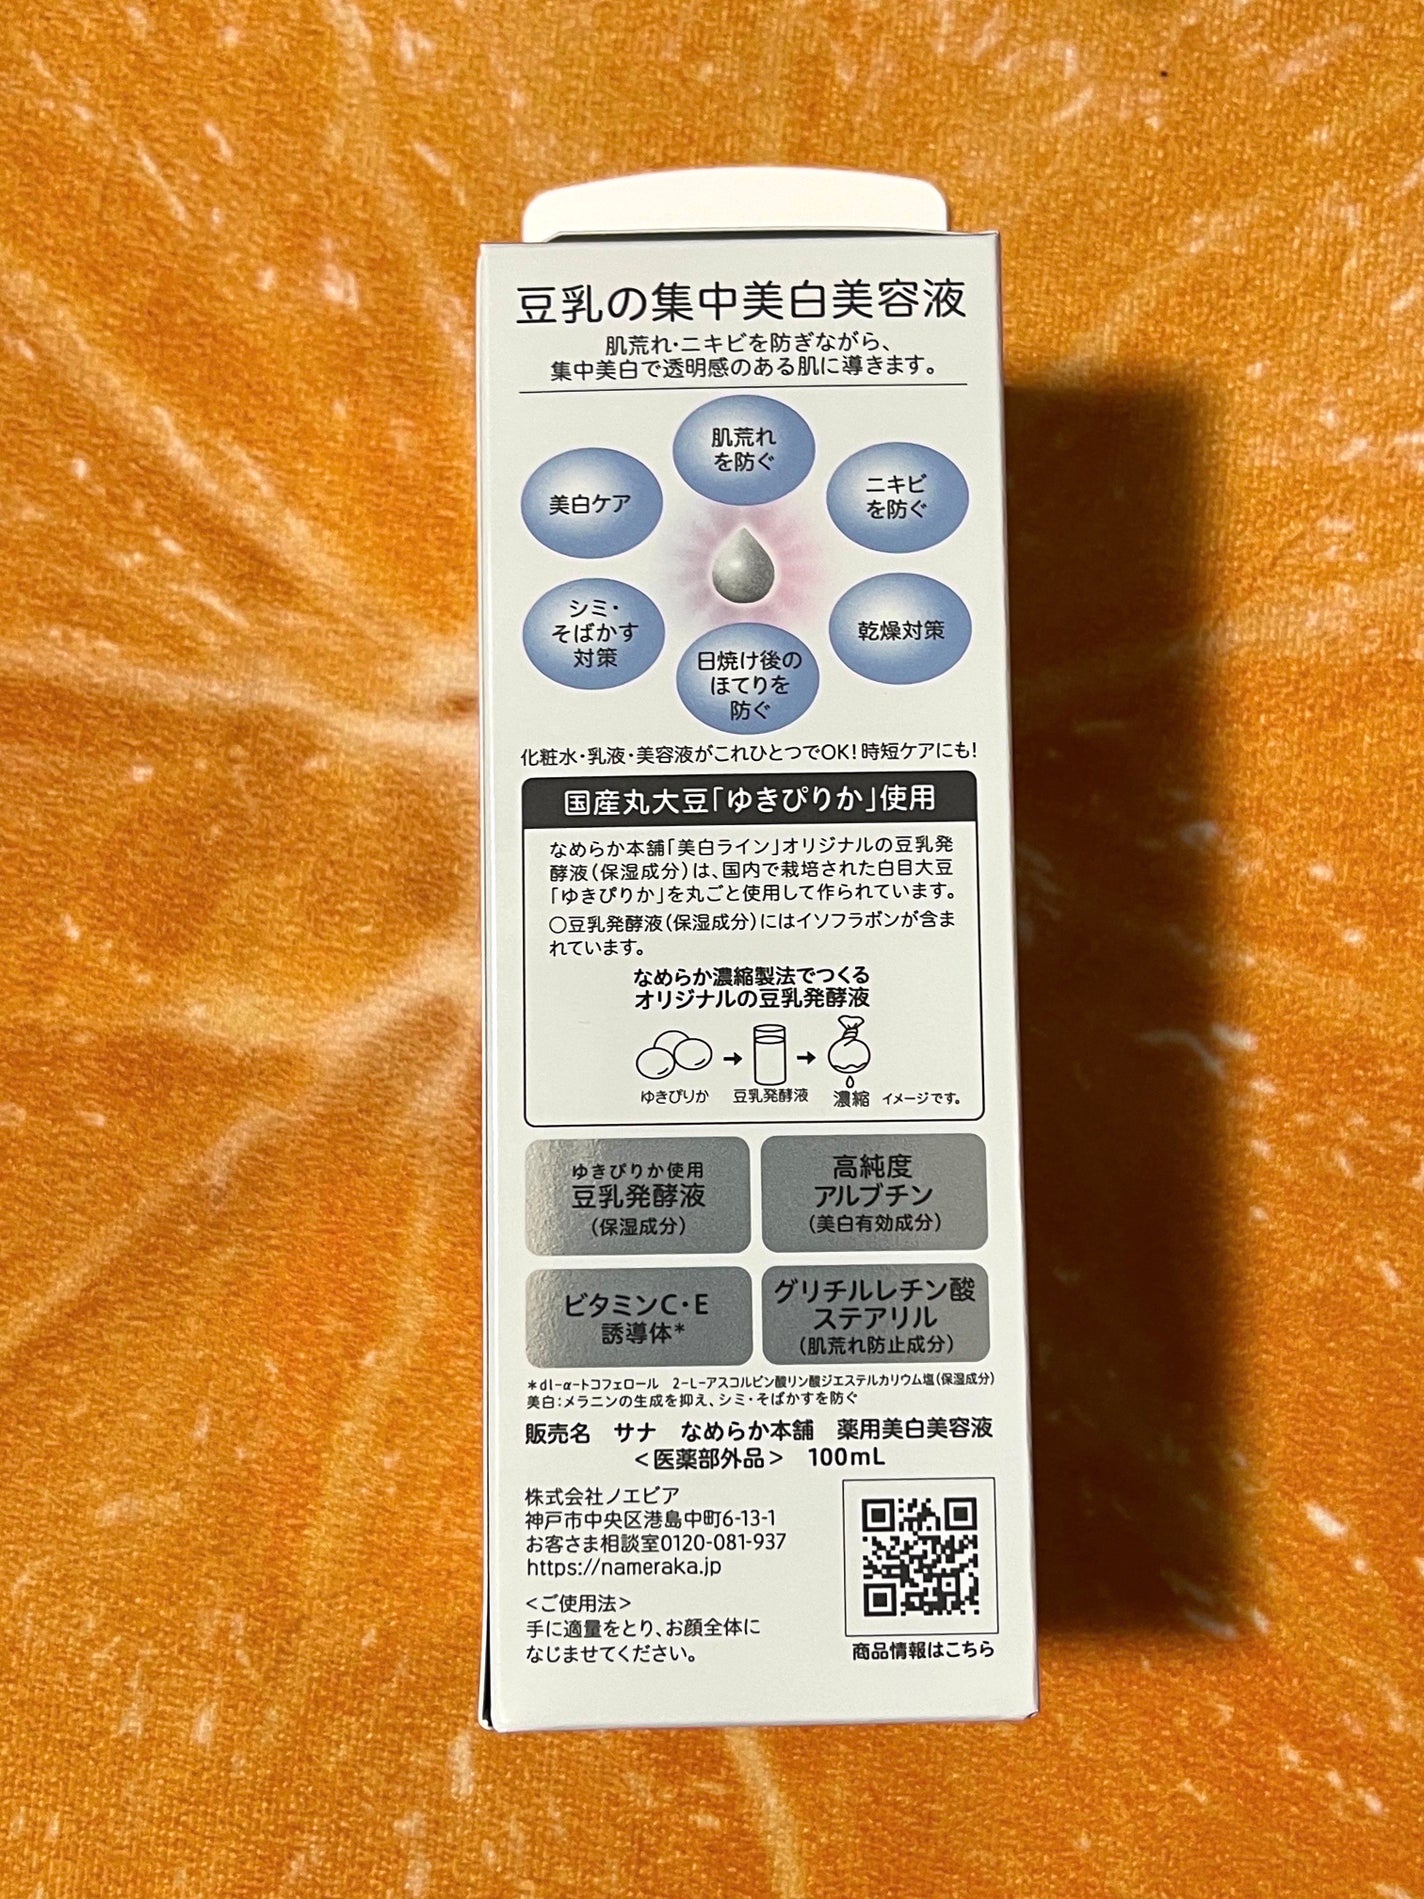 豆乳の集中美白美容液
肌荒れ・ニキビを防ぎながら、
集中美白で透明感のある肌に導きます。
肌荒れ
を防ぐ
美白ケア
ニキビ
を防ぐ
シミ・
そばかす
対策
日焼け後の
ほてりを
防ぐ
乾燥対策
化粧水・乳液・美容液がこれひとつでOK!時短ケアにも!
国産丸大豆「ゆきぴりか」使用
なめらか本舗「美白ライン」オリジナルの豆乳発
酵液(保湿成分)は、国内で栽培された白目大豆
「ゆきぴりか」を丸ごと使用して作られています。
○豆乳発酵液(保湿成分)にはイソフラボンが含ま
れています。
なめらか濃縮製法でつくる
オリジナルの豆乳発酵液
ゆきぴりか 豆乳発酵液 濃縮 イメージです。
ゆきぴりか使用
豆乳発酵液
(保湿成分)
高純度
アルブチン
(美白有効成分)
ビタミンC・E
誘導体*
グリチルレチン酸
ステアリル
(肌荒れ防止成分)
*dl-α-トコフェロール 2-L-アスコルビン酸リン酸ジエステルカリウム塩(保湿成分)
美白:メラニンの生成を抑え、シミ・そばかすを防ぐ
販売名 サナ なめらか本舗 薬用美白美容液
<医薬部外品> 100mL
株式会社ノエビア
神戸市中央区港島中町6-13-1
お客さま相談室0120-081-937
https://nameraka.jp
<ご使用法>
手に適量をとり、お顔全体に
なじませてください。
商品情報はこちら